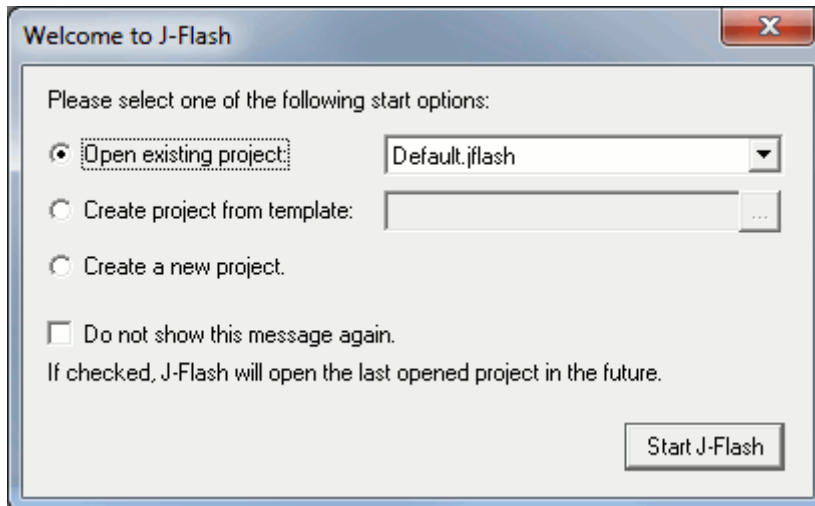 Welcome to J-Flash
Please select one of the following start options:
Open existing project:
Default.jflash
Create project from template:
...
Create a new project.
Do not show this message again.
If checked, J-Flash will open the last opened project in the future.
Start J-Flash